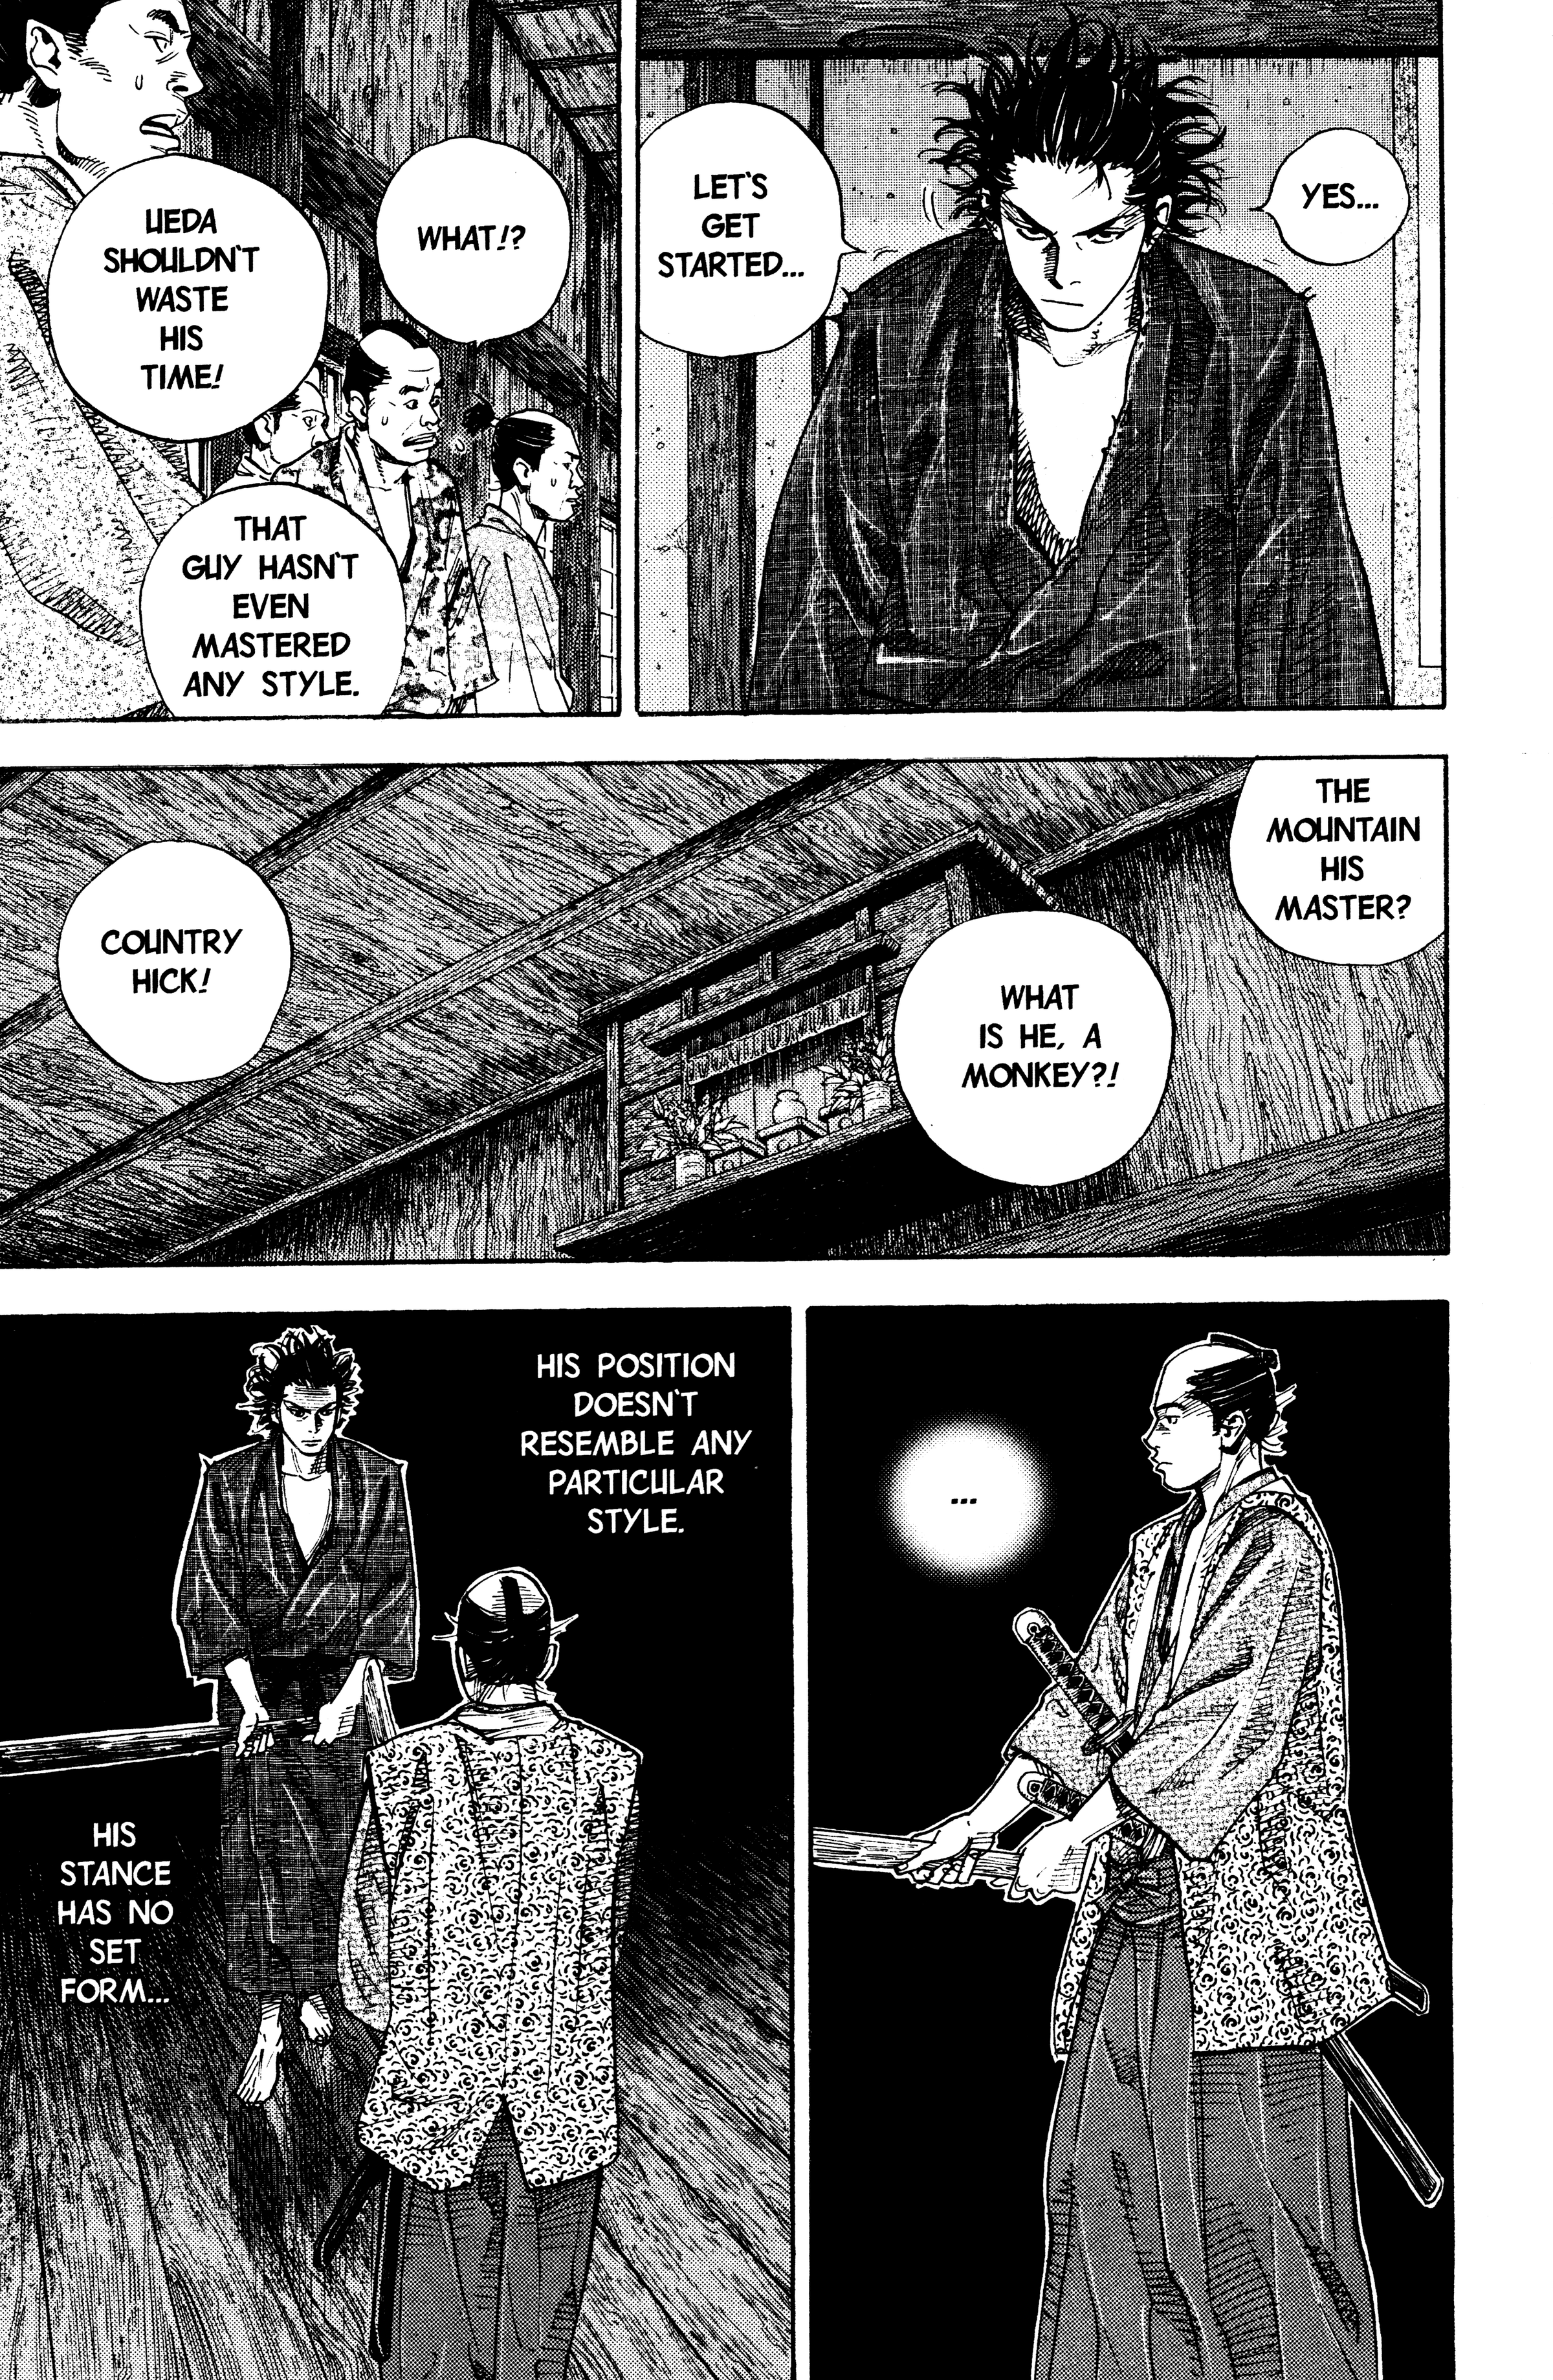 YES...
LET'S
GET
STARTED...
WHAT!?
UEDA
SHOULDN'T
WASTE
HIS
TIME!
THAT
GUY HASN'T
EVEN
MASTERED
ANY STYLE.
THE
MOUNTAIN
HIS
MASTER?
WHAT
IS HE, A
MONKEY?!
COUNTRY
HICK!
...
HIS POSITION
DOESN'T
RESEMBLE ANY
PARTICULAR
STYLE.
HIS
STANCE
HAS NO
SET
FORM...